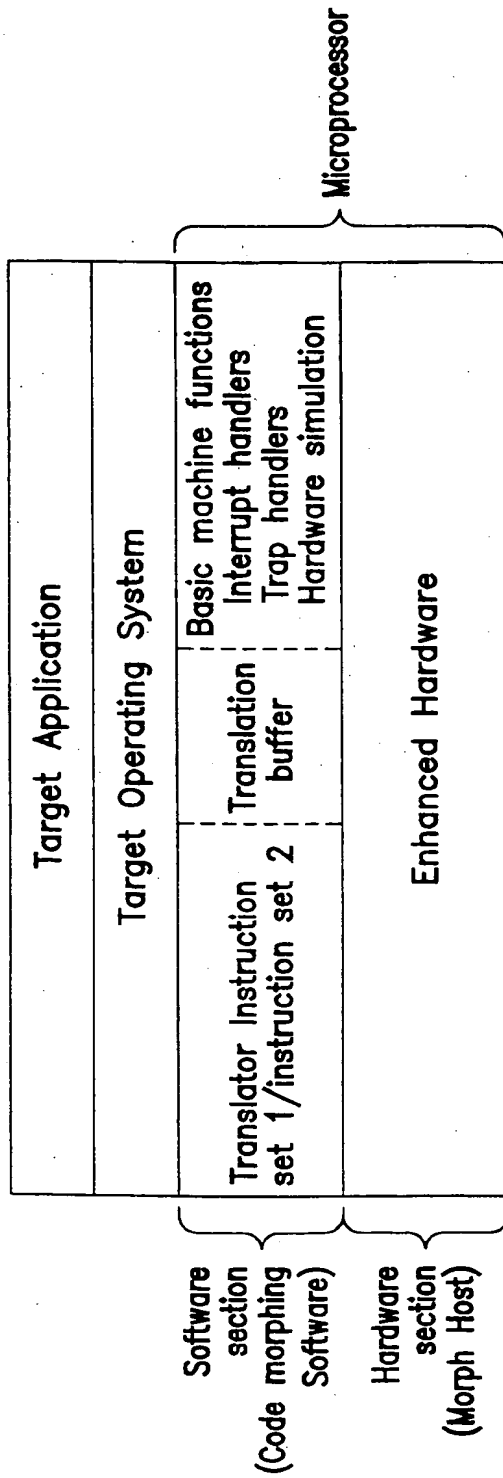 Target Application
Target Operating System
Translator Instruction
set 1/instruction set 2
Translation
buffer
Basic machine functions
Interrupt handlers
Trap handlers
Hardware simulation
Enhanced Hardware
Software
section
(Code morphing
Software)
Hardware
section
(Morph Host)
Microprocessor